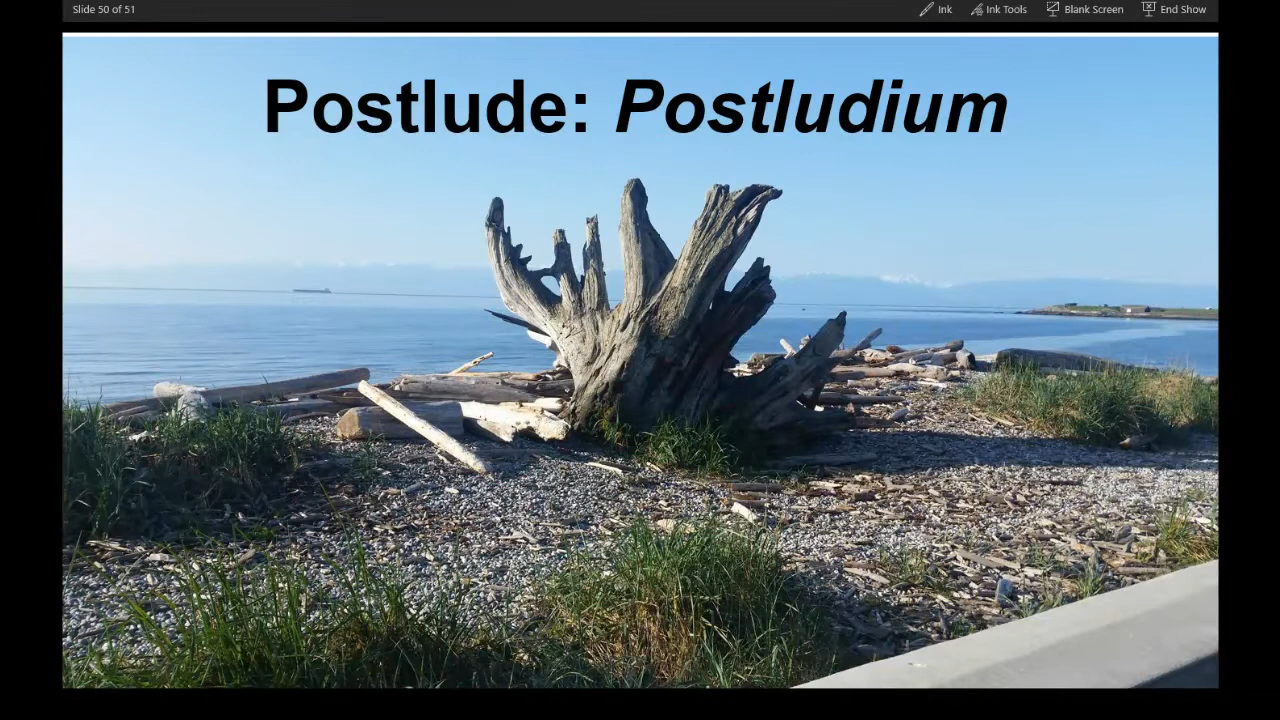 Slide 50 of 51
Ink
Ink Tools
Blank Screen
End Show
Postlude: Postludium